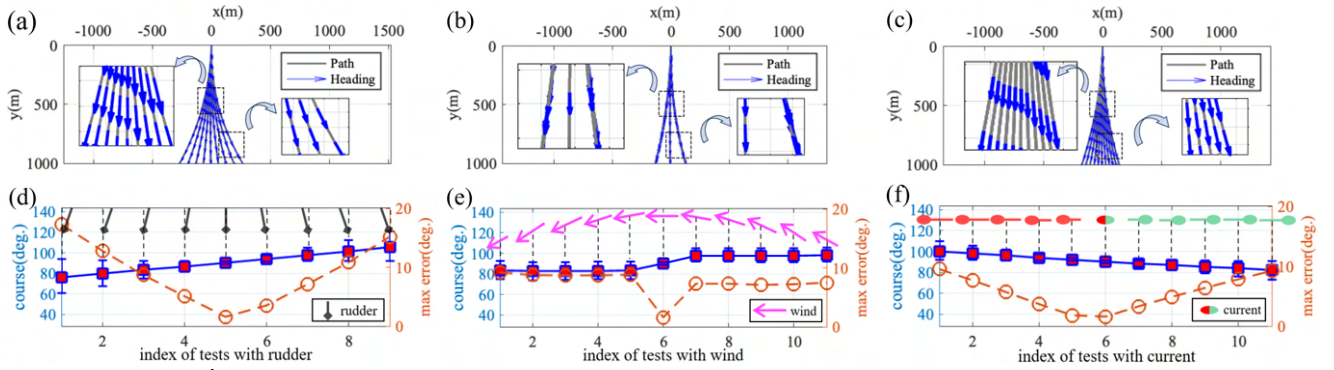 (a)
x(m)
-1000 -500 0 500 1000 1500
0
500
1000
y(m)
Path
Heading
(b)
x(m)
-1000 -500 0 500 1000
0
500
1000
y(m)
Path
Heading
(c)
x(m)
-1000 -500 0 500 1000
0
500
1000
y(m)
Path
Heading
(d)
140
120
100
80
60
40
course(deg.)
20
10
0
max error(deg.)
rudder
2 4 6 8
index of tests with rudder
(e)
140
120
100
80
60
40
course(deg.)
20
10
0
max error(deg.)
wind
2 4 6 8 10
index of tests with wind
(f)
140
120
100
80
60
40
course(deg.)
20
10
0
max error(deg.)
current
2 4 6 8 10
index of tests with current